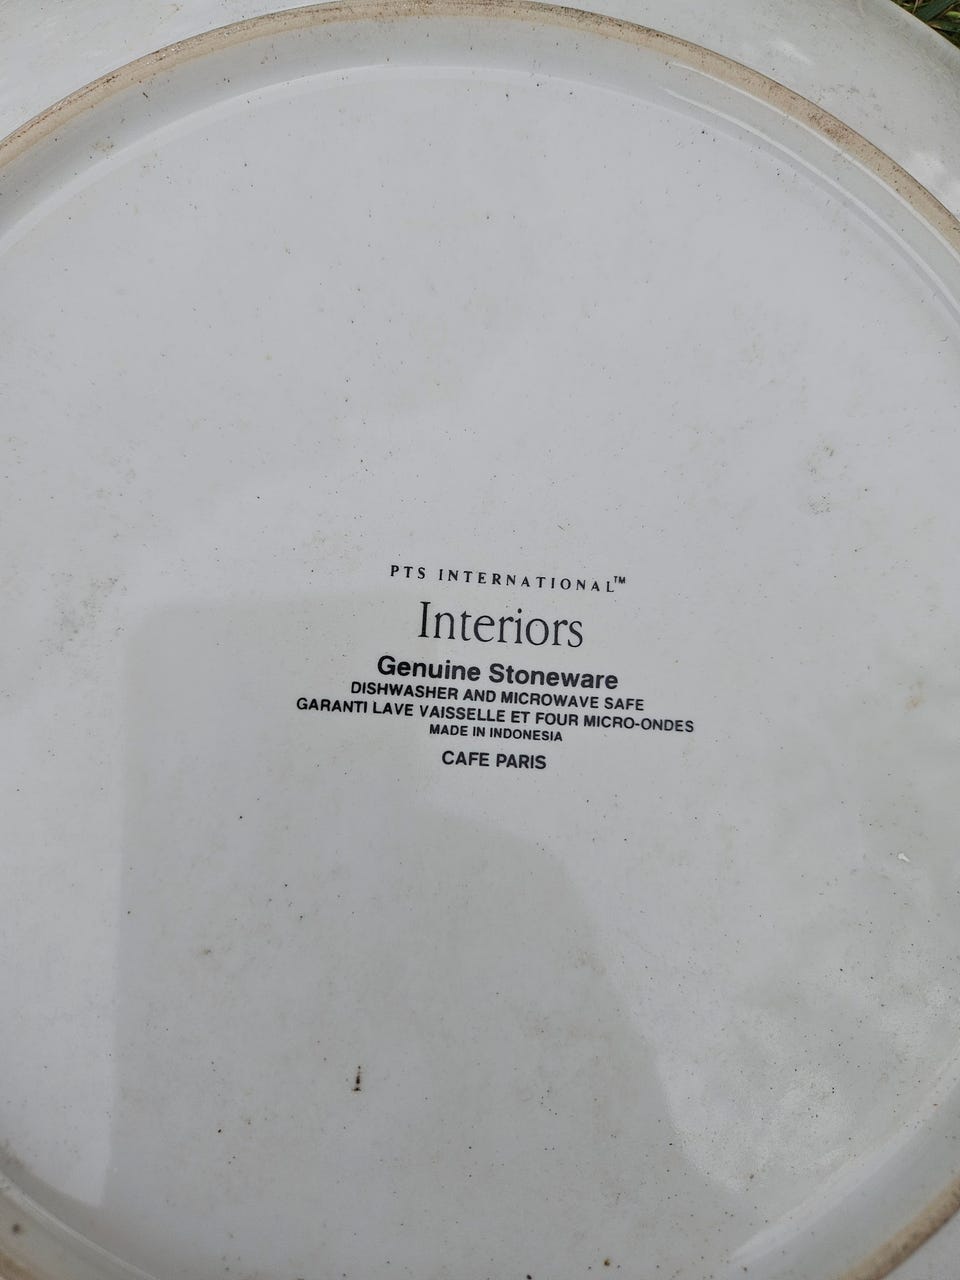 PTS INTERNATIONAL™
Interiors
Genuine Stoneware
DISHWASHER AND MICROWAVE SAFE
GARANTI LAVE VAISSELLE ET FOUR MICRO-ONDES
MADE IN INDONESIA
CAFE PARIS